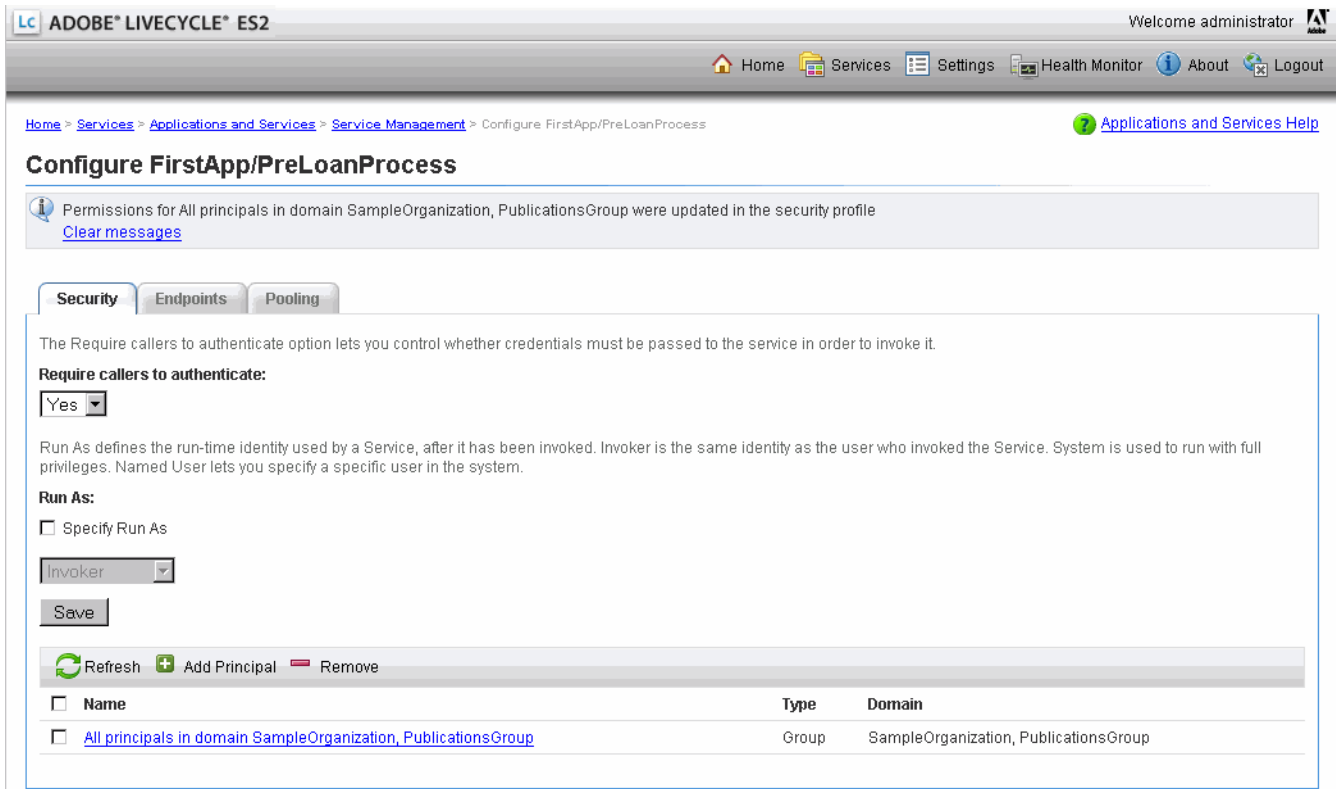 Lc ADOBE® LIVECYCLE® ES2
Welcome administrator Adobe
Home Services Settings Health Monitor About Logout
Home > Services > Applications and Services > Service Management > Configure FirstApp/PreLoanProcess
? Applications and Services Help
Configure FirstApp/PreLoanProcess
Permissions for All principals in domain SampleOrganization, PublicationsGroup were updated in the security profile
Clear messages
Security Endpoints Pooling
The Require callers to authenticate option lets you control whether credentials must be passed to the service in order to invoke it.
Require callers to authenticate:
Yes
Run As defines the run-time identity used by a Service, after it has been invoked. Invoker is the same identity as the user who invoked the Service. System is used to run with full
privileges. Named User lets you specify a specific user in the system.
Run As:
Specify Run As
Invoker
Save
Refresh Add Principal Remove
Name Type Domain
All principals in domain SampleOrganization, PublicationsGroup Group SampleOrganization, PublicationsGroup